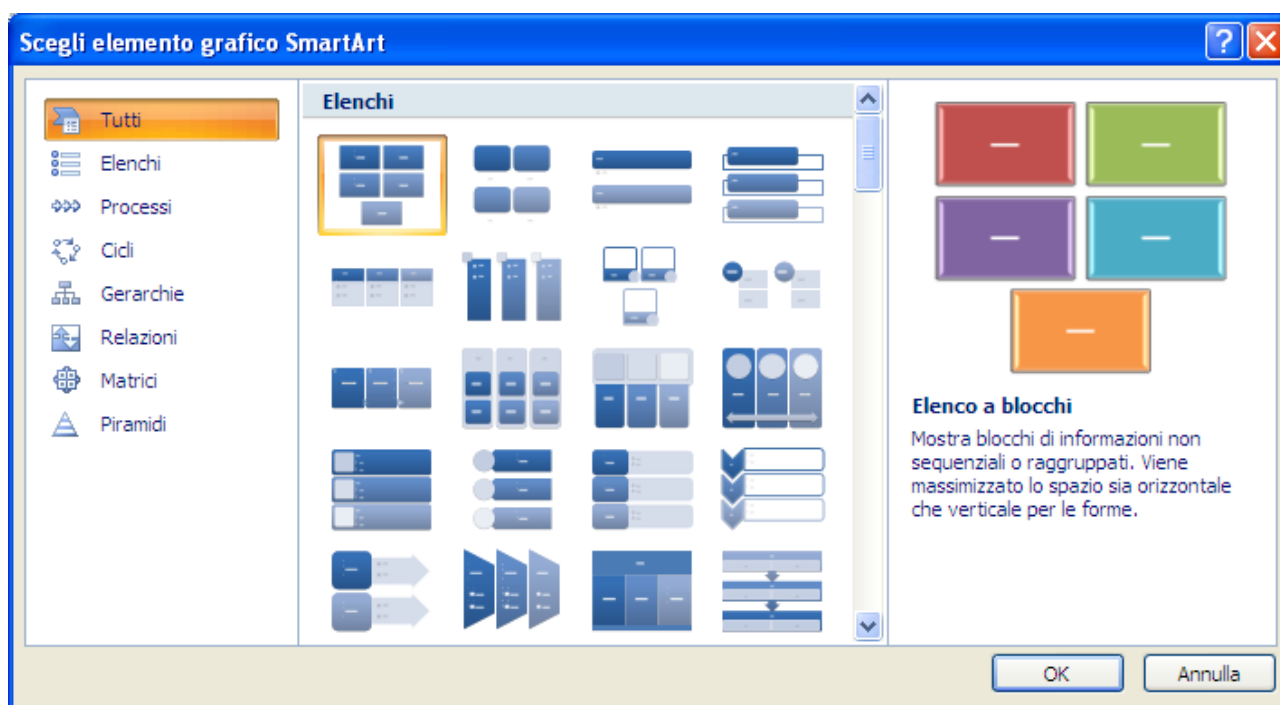 Scegli elemento grafico SmartArt
Tutti
Elenchi
Processi
Cicli
Gerarchie
Relazioni
Matrici
Piramidi
Elenchi
Elenco a blocchi
Mostra blocchi di informazioni non
sequenziali o raggruppati. Viene
massimizzato lo spazio sia orizzontale
che verticale per le forme.
OK
Annulla